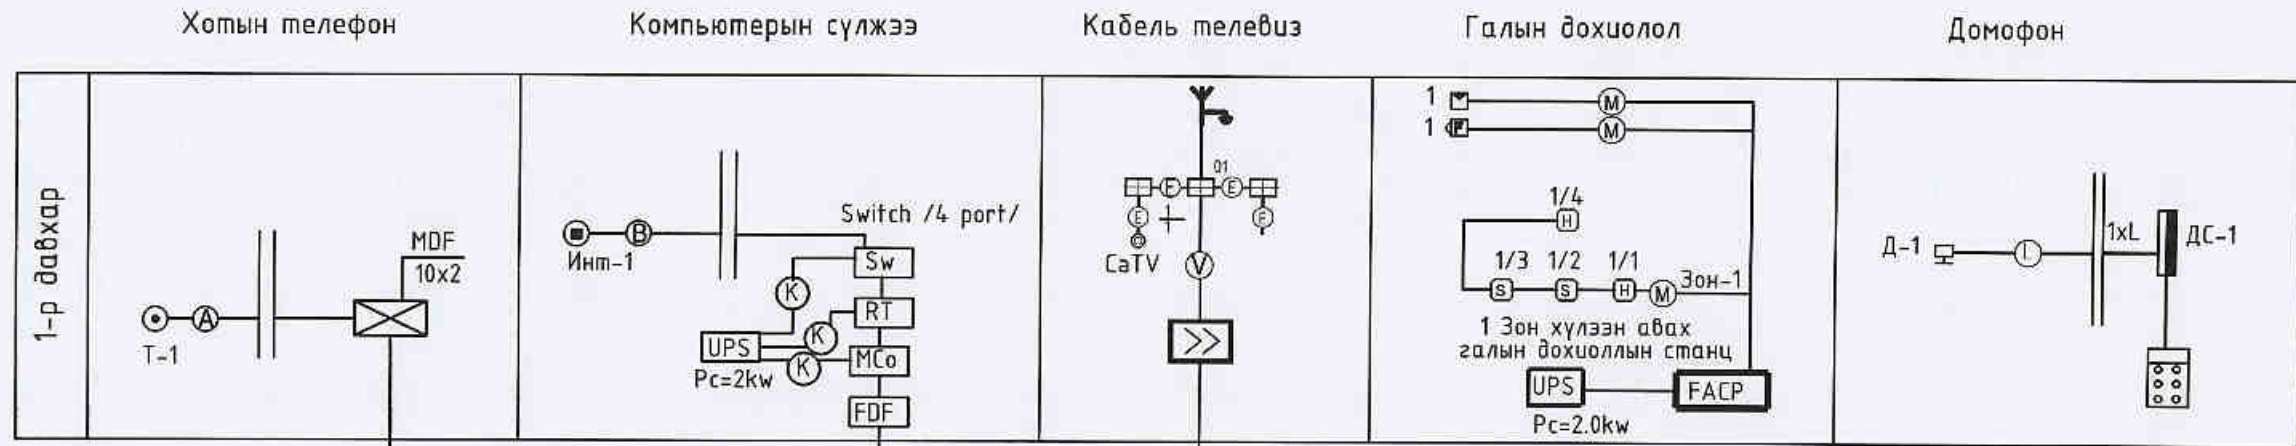 Хотын телефон
Компьютерын сүлжээ
Кабель телевиз
Галын дохиолол
Домофон
1-р давхар
MDF
10x2
A
T-1
Switch /4 port/
B
Инт-1
Sw
K
RT
K
UPS
MCo
K
Pc=2kw
FDF
01
E
E
E
E
CaTV
V
>>
1
M
1
F
M
1/4
H
1/3
1/2
1/1
S
S
H
M
Зон-1
1 Зон хүлээн авах
галын дохиоллын станц
UPS
FACP
Pc=2.0kw
1xL
ДС-1
Д-1
L